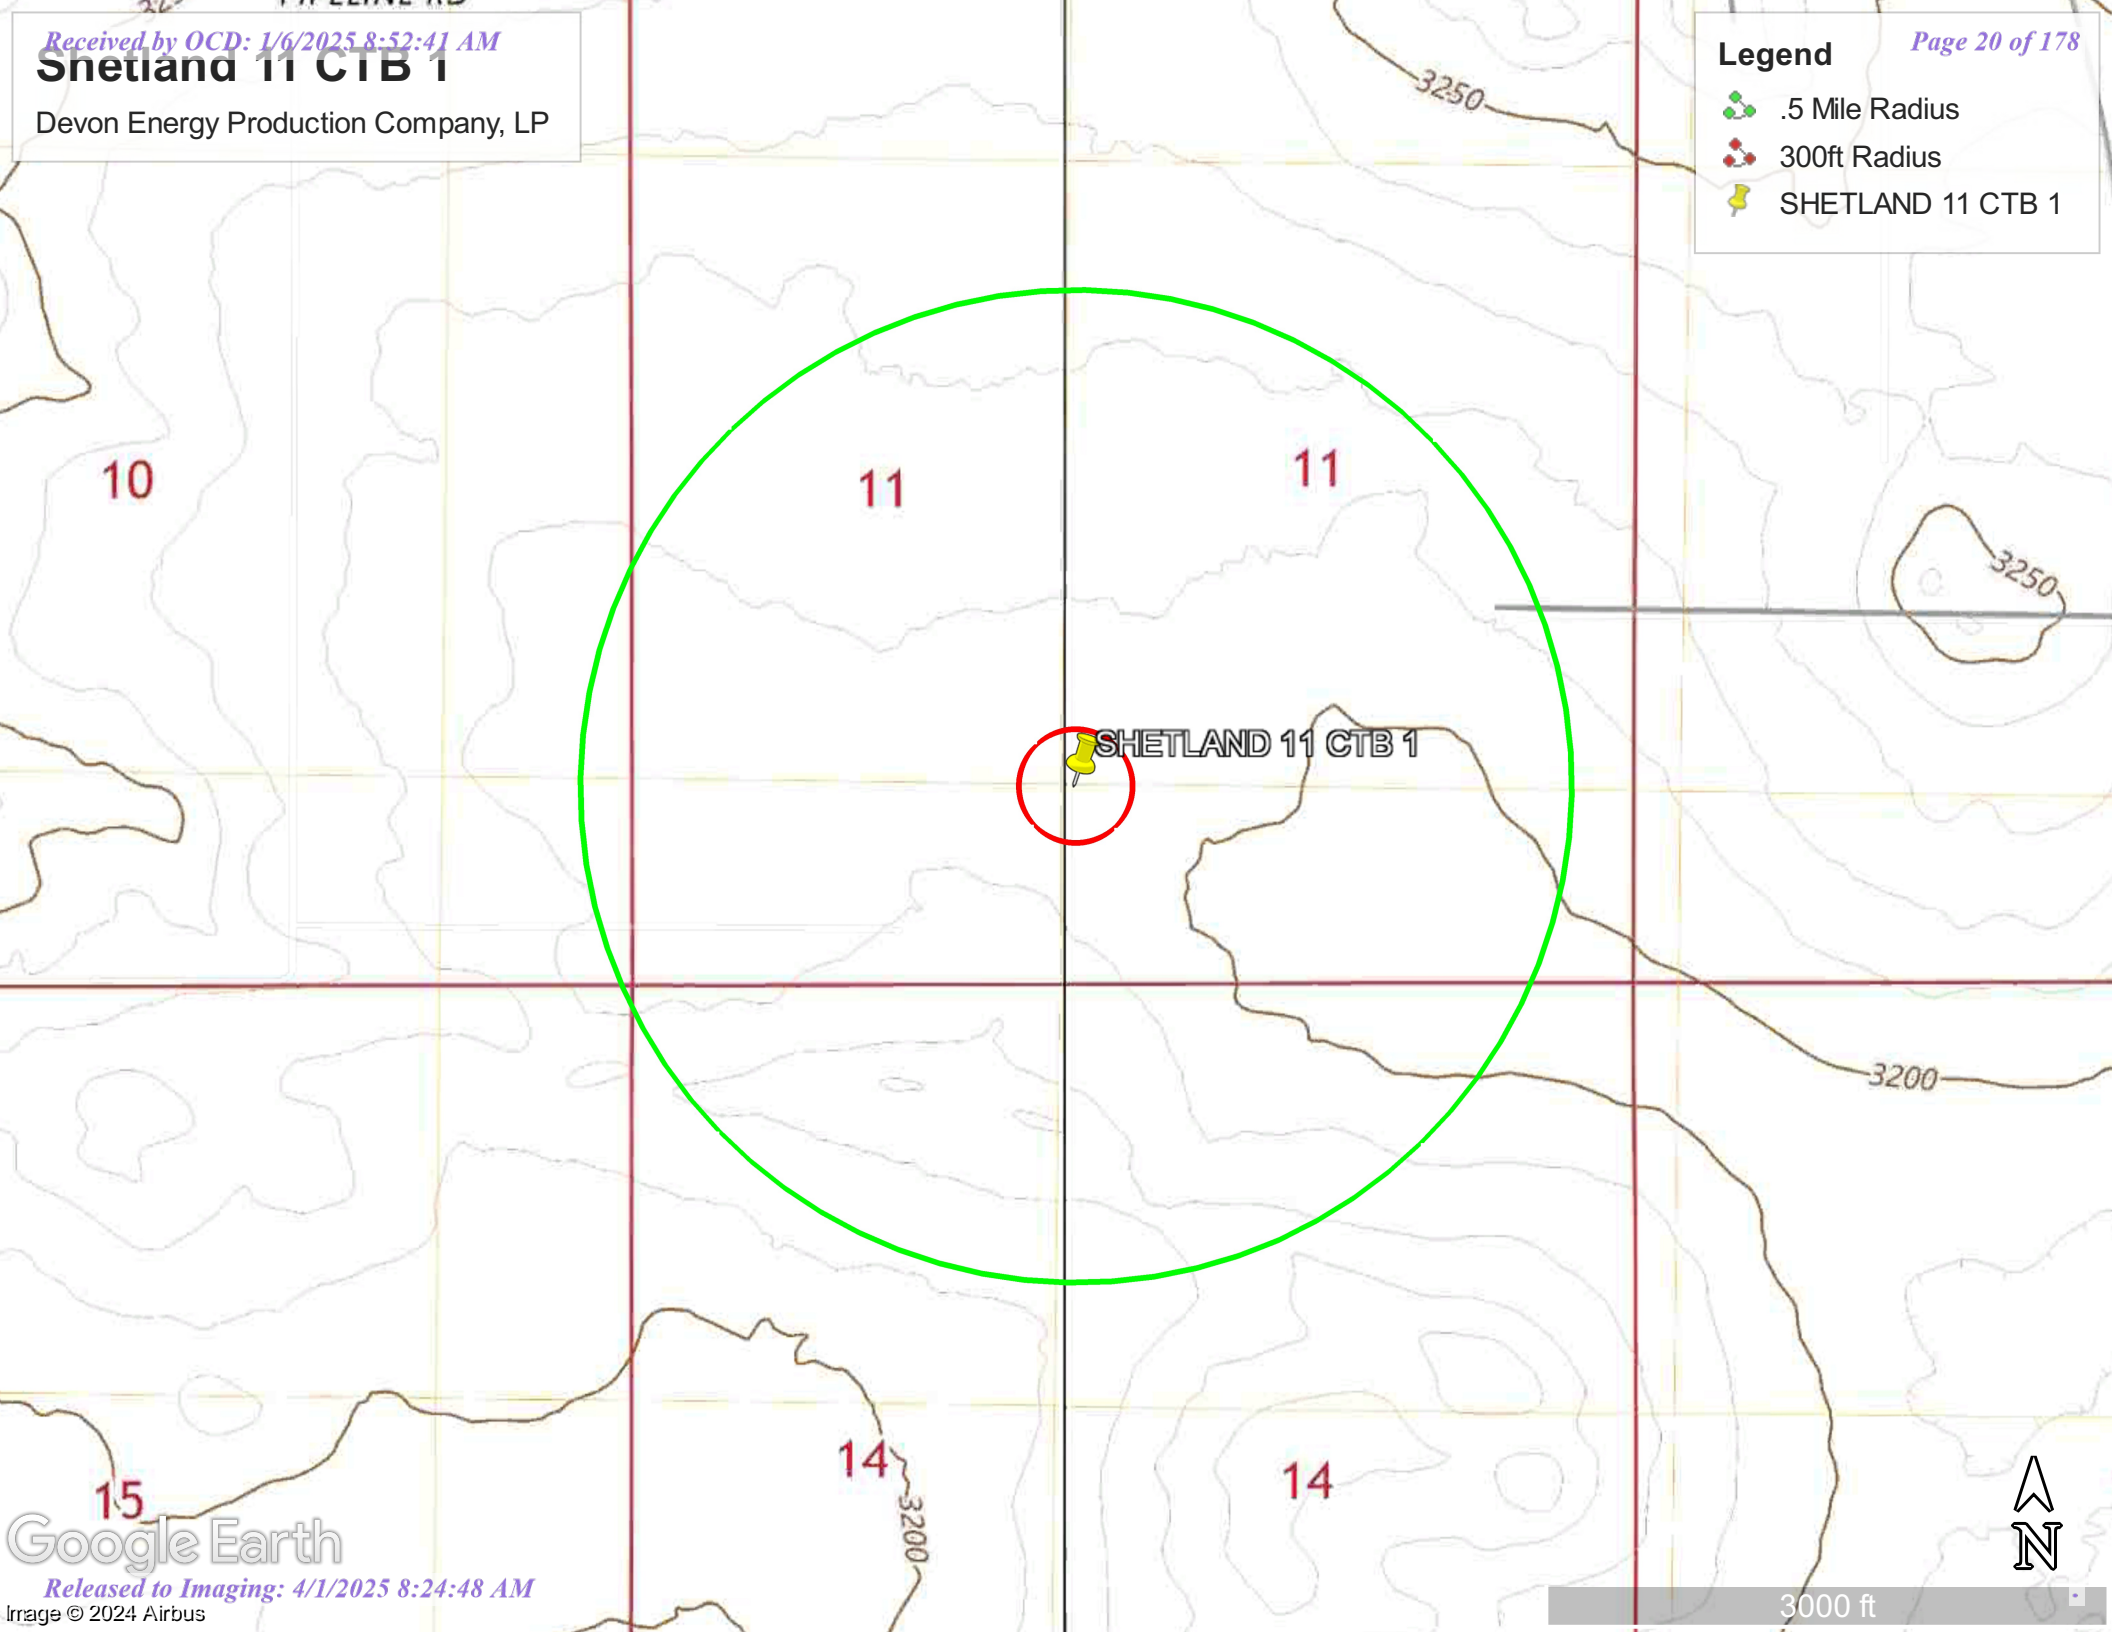 PIPELINE RD
Received by OCD: 1/6/2025 8:52:41 AM
Page 20 of 178
Shetland 11 CTB 1
Devon Energy Production Company, LP
Legend
.5 Mile Radius
300ft Radius
SHETLAND 11 CTB 1
3250
10
11
11
3250
SHETLAND 11 CTB 1
3200
14
14
15
3200
Google Earth
N
Released to Imaging: 4/1/2025 8:24:48 AM
Image © 2024 Airbus
3000 ft